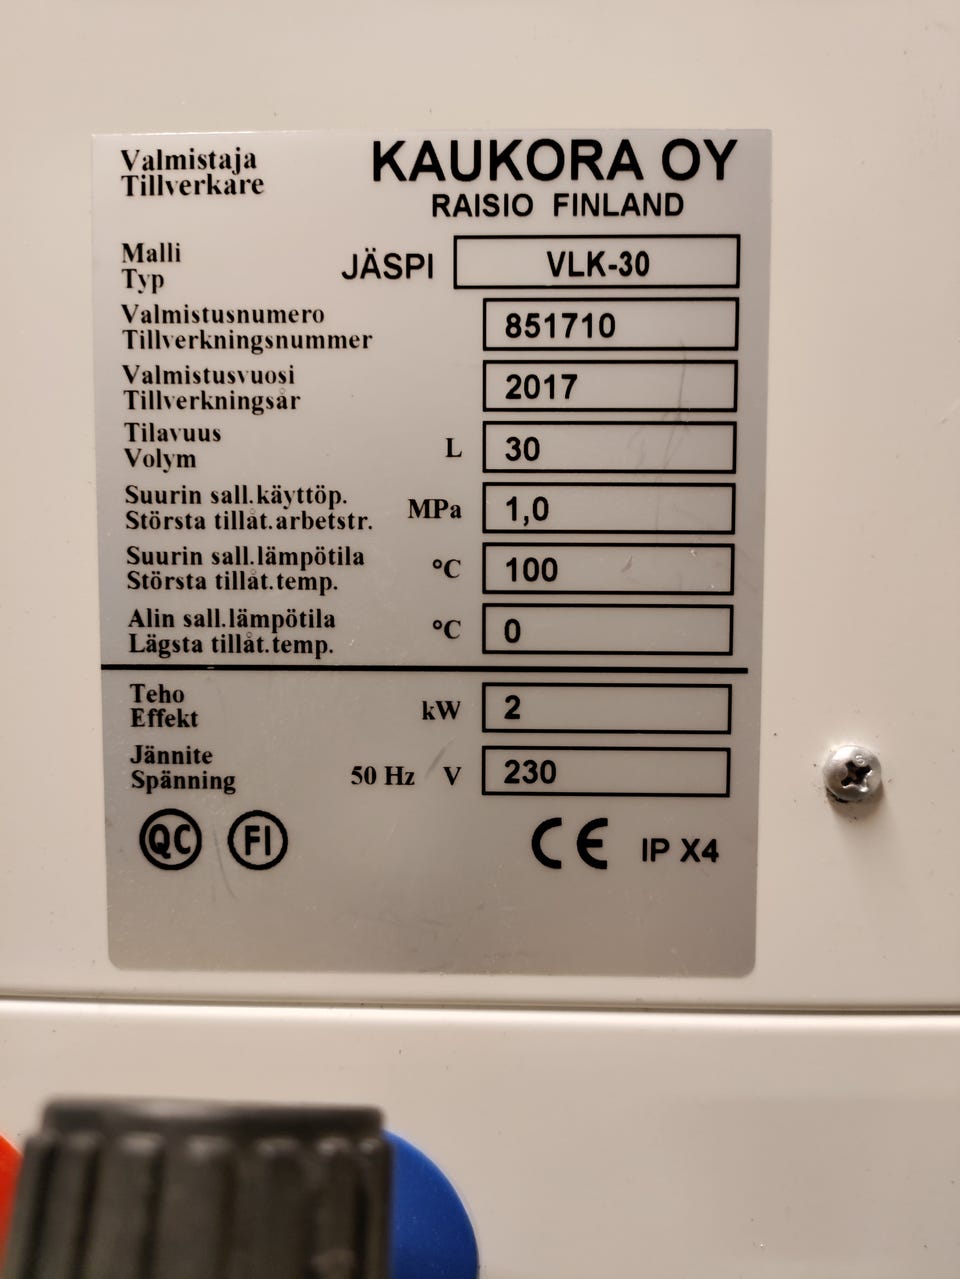 Valmistaja
Tillverkare
KAUKORA OY
RAISIO FINLAND
Malli
Typ
JÄSPI VLK-30
Valmistusnumero
Tillverkningsnummer
851710
Valmistusvuosi
Tillverkningsår
2017
Tilavuus
Volym
L 30
Suurin sall.käyttöp.
Största tillåt.arbetstr.
MPa 1,0
Suurin sall.lämpötila
Största tillåt.temp.
°C 100
Alin sall.lämpötila
Lägsta tillåt.temp.
°C 0
Teho
Effekt
kW 2
Jännite
Spänning
50 Hz V 230
QC FI CE IP X4